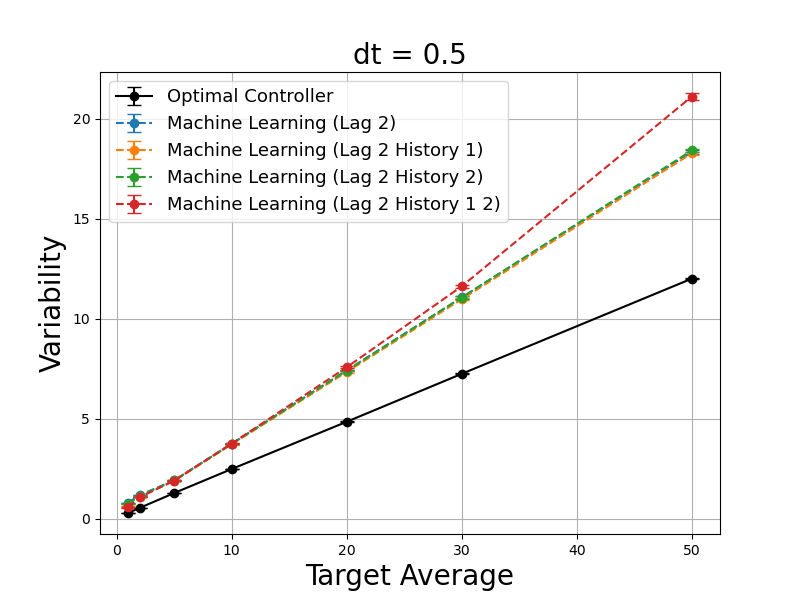 dt = 0.5
Optimal Controller
Machine Learning (Lag 2)
Machine Learning (Lag 2 History 1)
Machine Learning (Lag 2 History 2)
Machine Learning (Lag 2 History 1 2)
Variability
20
15
10
5
0
0 10 20 30 40 50
Target Average